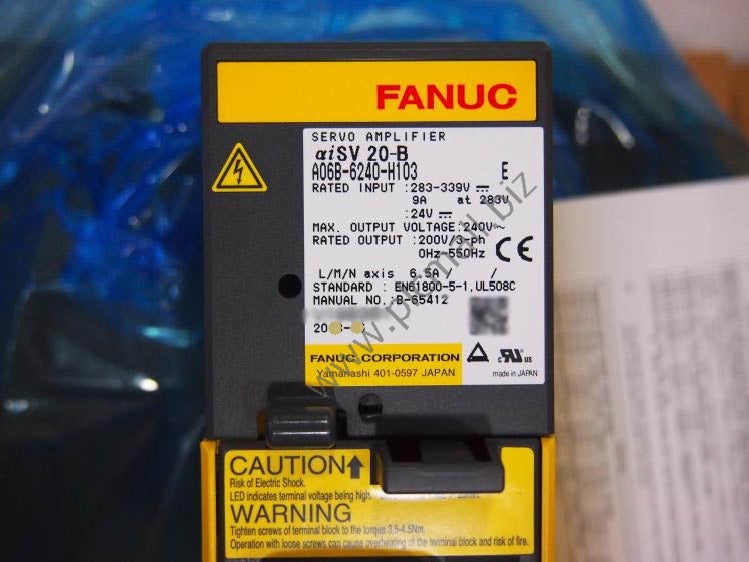 FANUC
SERVO AMPLIFIER
αiSV 20-B
A06B-6240-H103 E
RATED INPUT :283-339V ⎓
9A at 283V
:24V ⎓
MAX. OUTPUT VOLTAGE:240V~
RATED OUTPUT :200V/3-ph
0Hz-550Hz
CE
L/M/N axis 6.5A / /
STANDARD : EN61800-5-1,UL508C
MANUAL NO.:B-65412
FANUC CORPORATION
Yamanashi 401-0597 JAPAN
c RU us
made in JAPAN
CAUTION
Risk of Electric Shock.
LED indicates terminal voltage being high.
WARNING
Tighten screws of terminal block to the torque 3.5-4.5Nm.
Operation with loose screws can cause overheating of the terminal block and risk of fire.